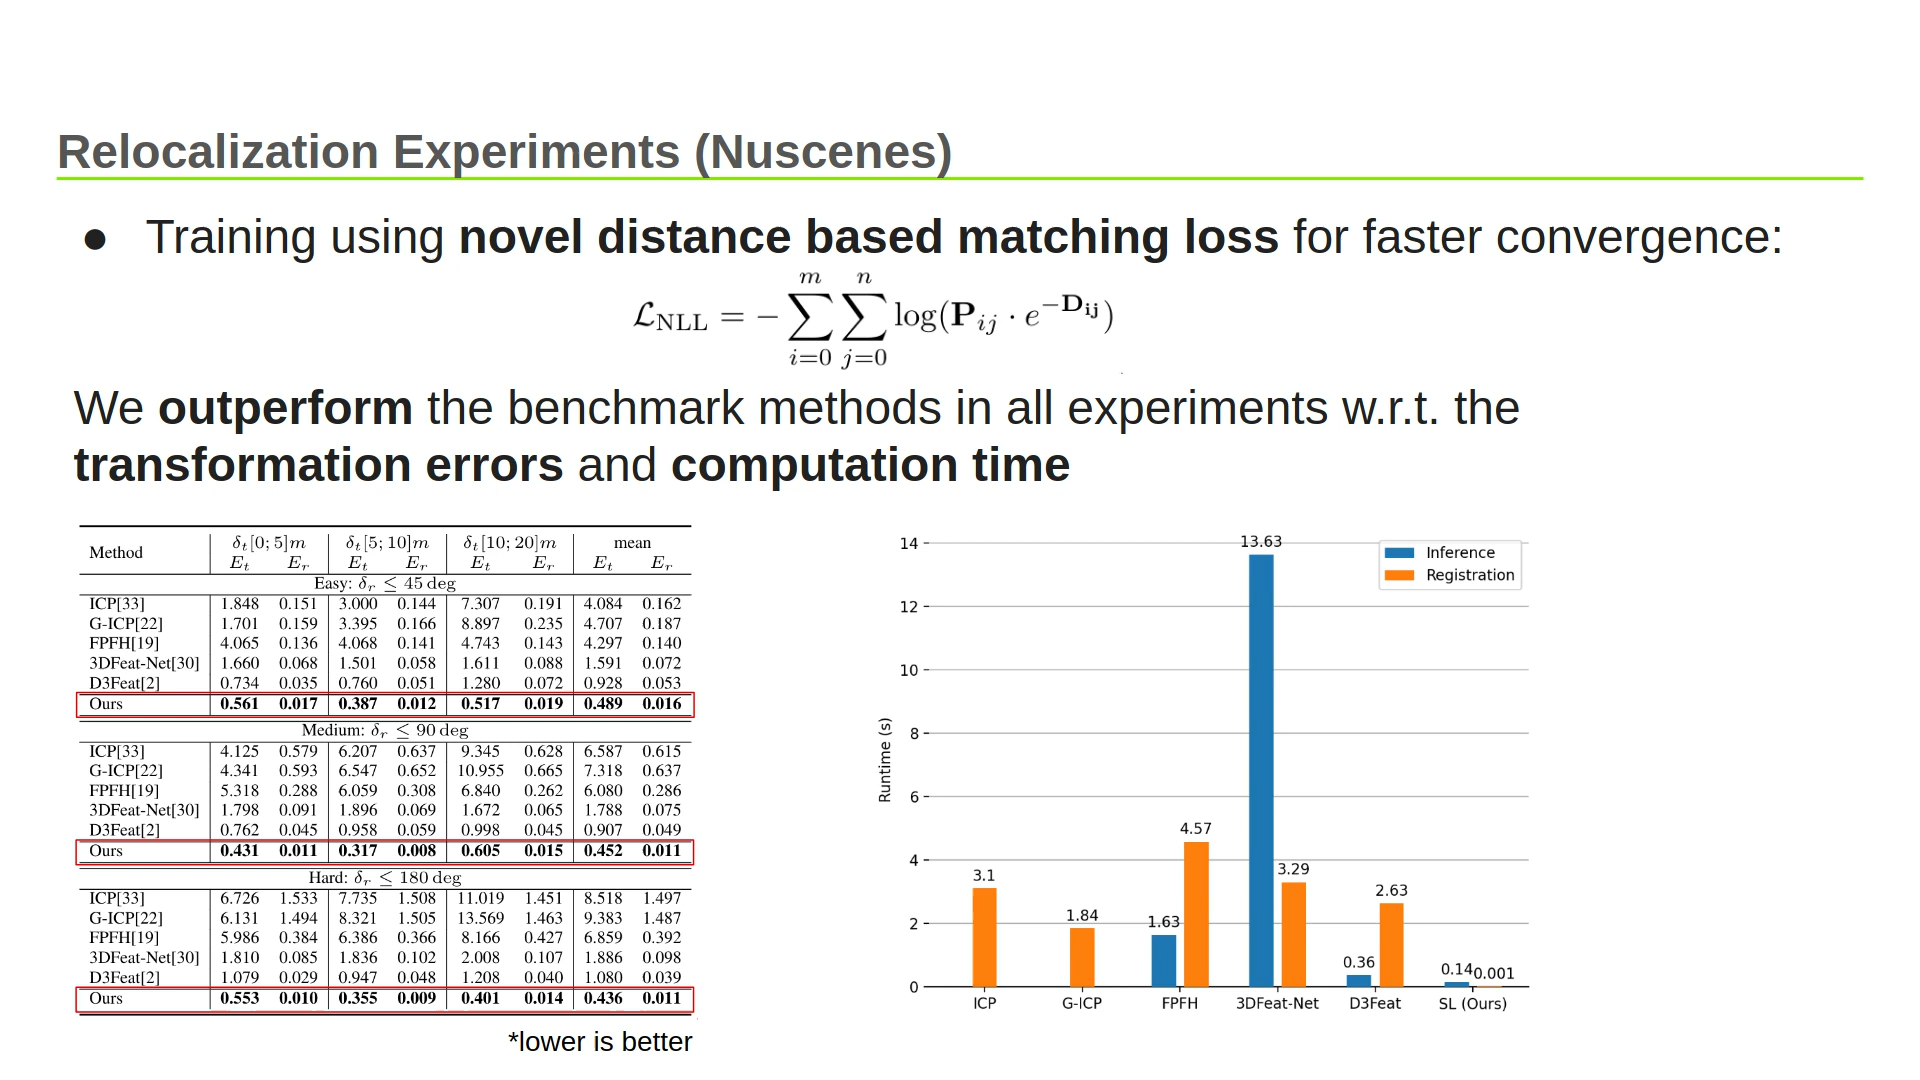 Relocalization Experiments (Nuscenes)
● Training using novel distance based matching loss for faster convergence:
ℒNLL = − ∑_{i=0}^{m} ∑_{j=0}^{n} log(P_{ij} · e^{−D_{ij}})
We outperform the benchmark methods in all experiments w.r.t. the
transformation errors and computation time
Method δt[0; 5]m δt[5; 10]m δt[10; 20]m mean
Et Er Et Er Et Er Et Er
Easy: δr ≤ 45 deg
ICP[33] 1.848 0.151 3.000 0.144 7.307 0.191 4.084 0.162
G-ICP[22] 1.701 0.159 3.395 0.166 8.897 0.235 4.707 0.187
FPFH[19] 4.065 0.136 4.068 0.141 4.743 0.143 4.297 0.140
3DFeat-Net[30] 1.660 0.068 1.501 0.058 1.611 0.088 1.591 0.072
D3Feat[2] 0.734 0.035 0.760 0.051 1.280 0.072 0.928 0.053
Ours 0.561 0.017 0.387 0.012 0.517 0.019 0.489 0.016
Medium: δr ≤ 90 deg
ICP[33] 4.125 0.579 6.207 0.637 9.345 0.628 6.587 0.615
G-ICP[22] 4.341 0.593 6.547 0.652 10.955 0.665 7.318 0.637
FPFH[19] 5.318 0.288 6.059 0.308 6.840 0.262 6.080 0.286
3DFeat-Net[30] 1.798 0.091 1.896 0.069 1.672 0.065 1.788 0.075
D3Feat[2] 0.762 0.045 0.958 0.059 0.998 0.045 0.907 0.049
Ours 0.431 0.011 0.317 0.008 0.605 0.015 0.452 0.011
Hard: δr ≤ 180 deg
ICP[33] 6.726 1.533 7.735 1.508 11.019 1.451 8.518 1.497
G-ICP[22] 6.131 1.494 8.321 1.505 13.569 1.463 9.383 1.487
FPFH[19] 5.986 0.384 6.386 0.366 8.166 0.427 6.859 0.392
3DFeat-Net[30] 1.810 0.085 1.836 0.102 2.008 0.107 1.886 0.098
D3Feat[2] 1.079 0.029 0.947 0.048 1.208 0.040 1.080 0.039
Ours 0.553 0.010 0.355 0.009 0.401 0.014 0.436 0.011
*lower is better
Runtime (s)
14
12
10
8
6
4
2
0
Inference
Registration
3.1
1.84
1.63
4.57
13.63
3.29
0.36
2.63
0.14
0.001
ICP G-ICP FPFH 3DFeat-Net D3Feat SL (Ours)